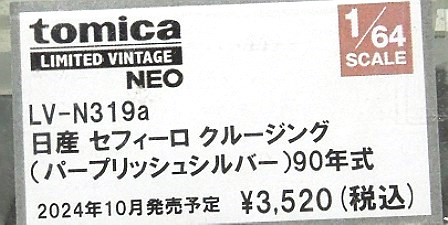 tomica
LIMITED VINTAGE
NEO
1/64
SCALE
LV-N319a
日産 セフィーロ クルージング
(パープリッシュシルバー)90年式
2024年10月発売予定 ¥3,520(税込)